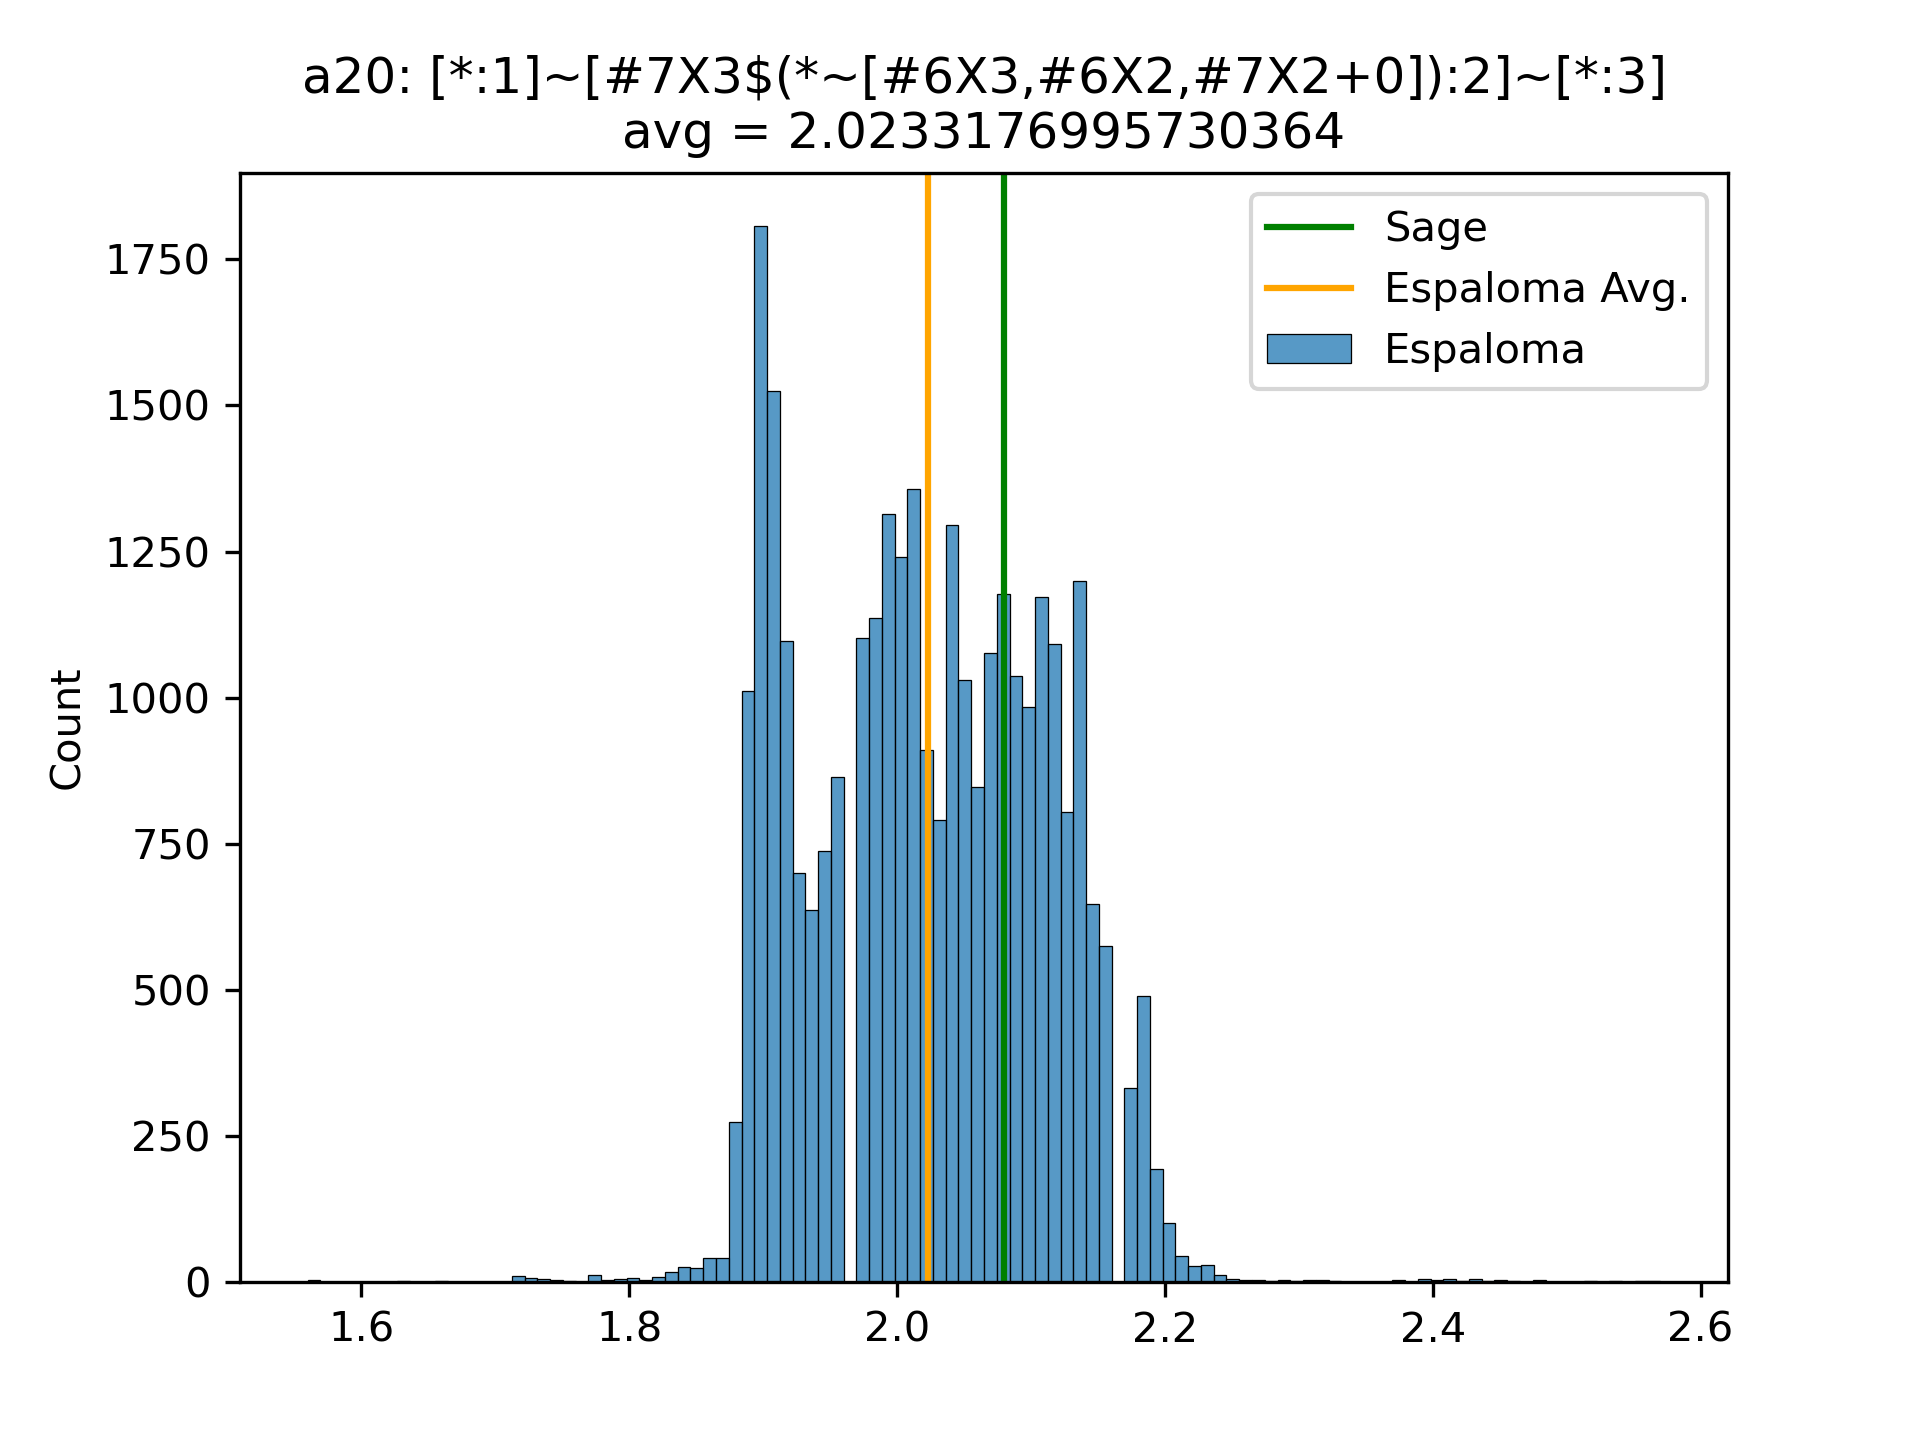 a20: [*:1]~[#7X3$(*~[#6X3,#6X2,#7X2+0]):2]~[*:3]
avg = 2.0233176995730364
Sage
Espaloma Avg.
Espaloma
Count
1750
1500
1250
1000
750
500
250
0
1.6
1.8
2.0
2.2
2.4
2.6